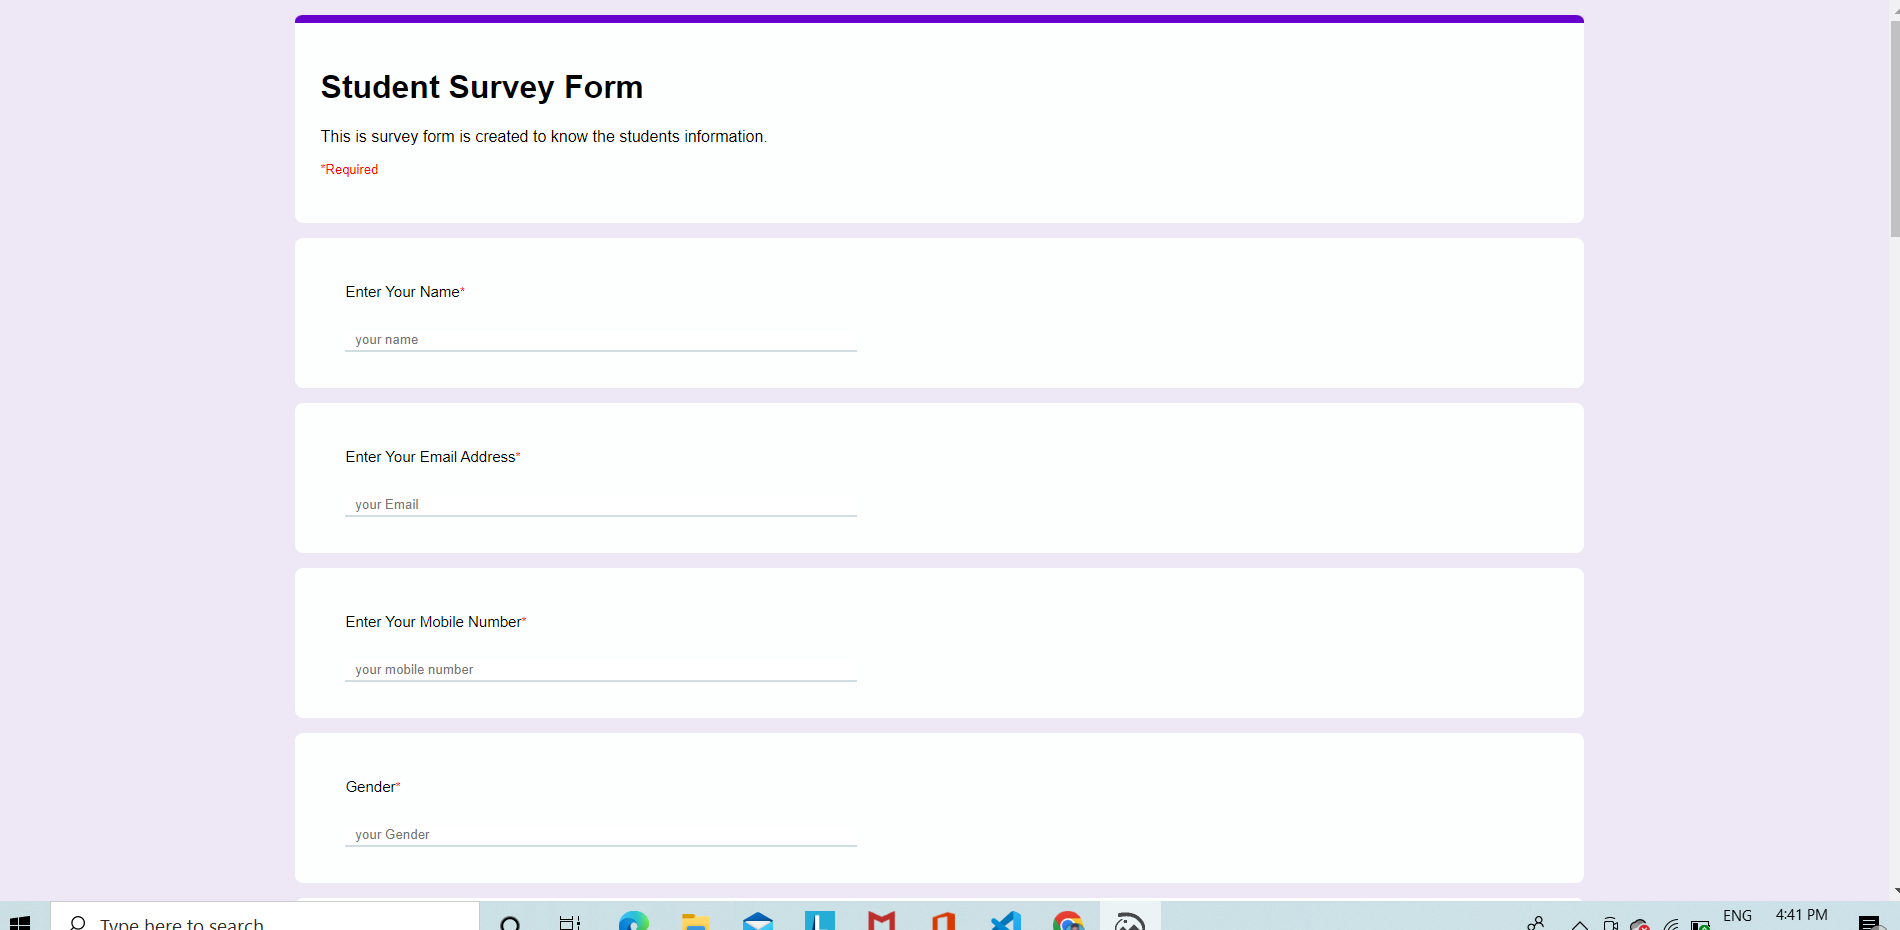 Student Survey Form
This is survey form is created to know the students information.
*Required
Enter Your Name*
your name
Enter Your Email Address*
your Email
Enter Your Mobile Number*
your mobile number
Gender*
your Gender
Type here to search
ENG
4:41 PM